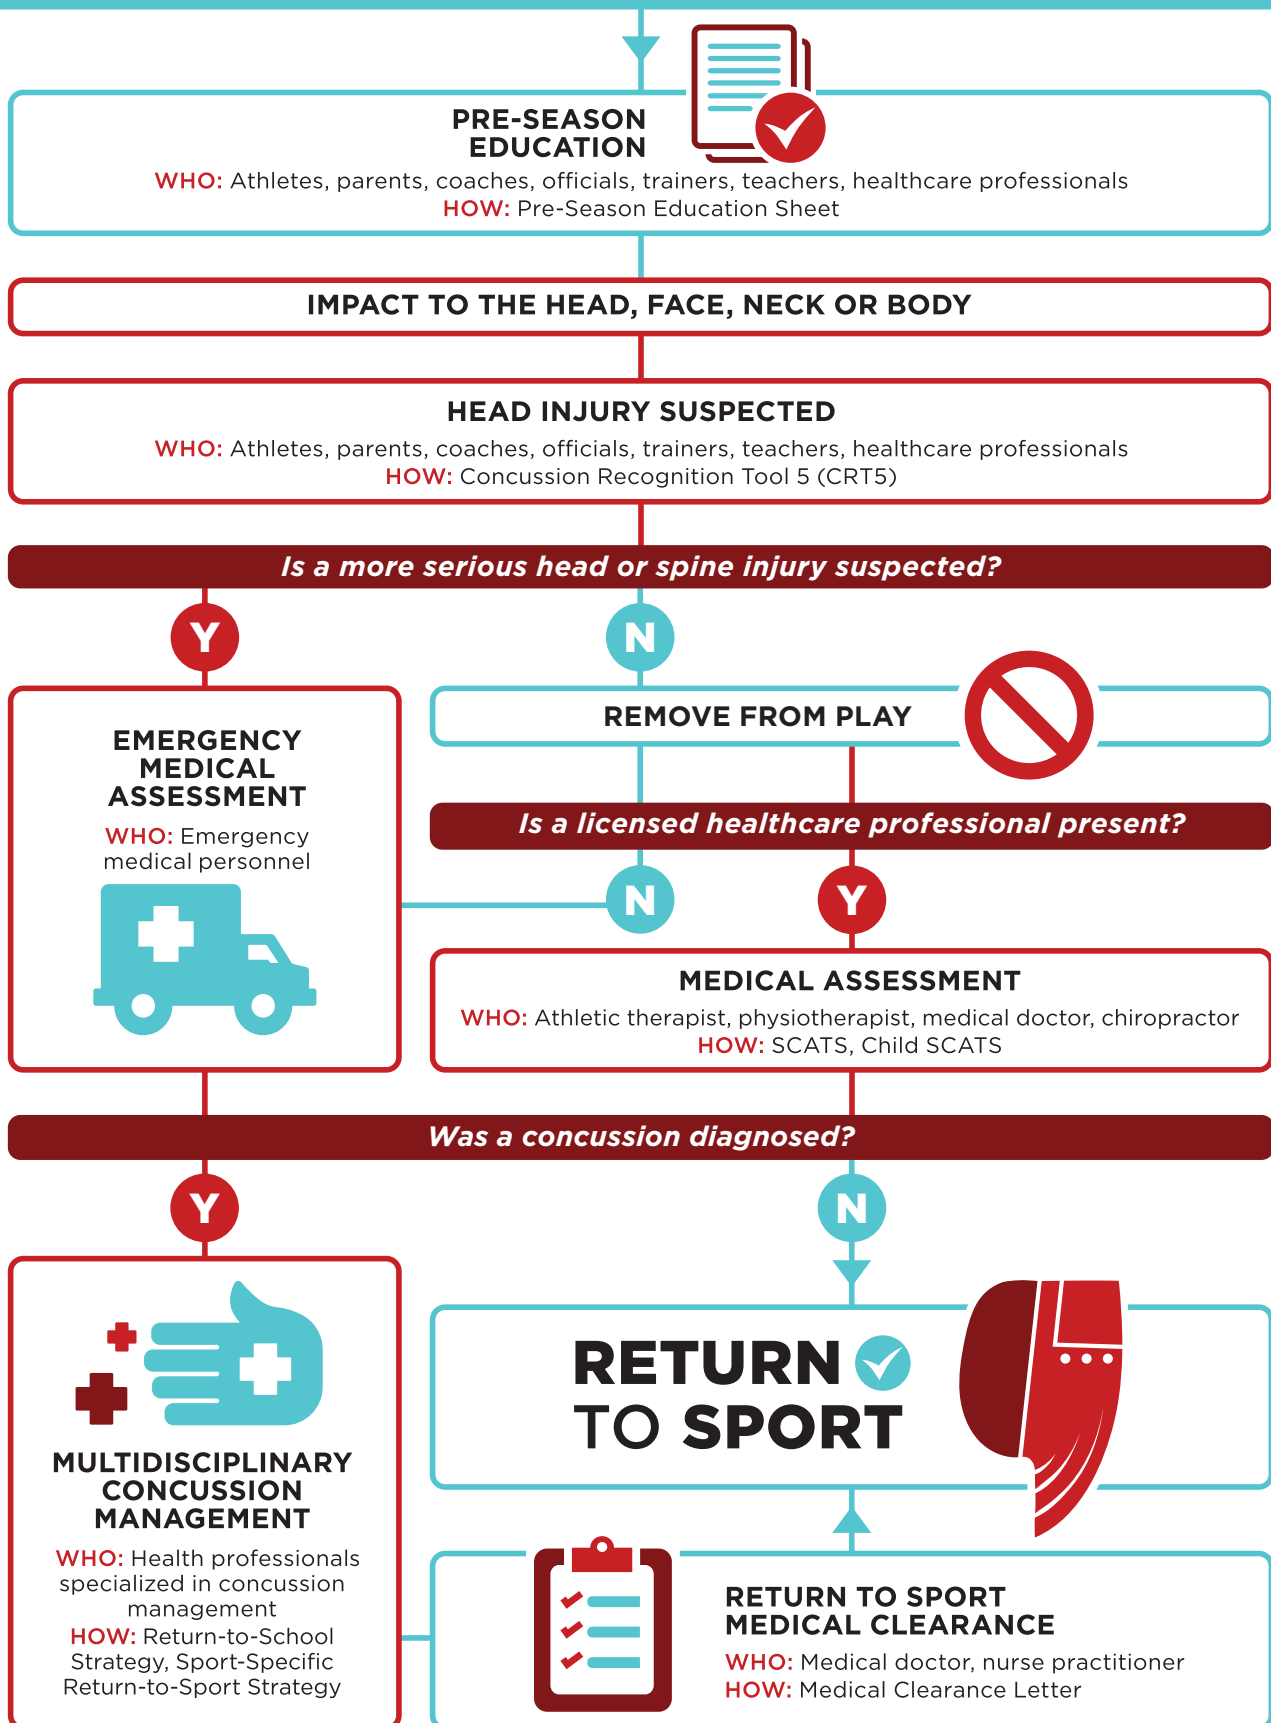 PRE-SEASON
EDUCATION
WHO: Athletes, parents, coaches, officials, trainers, teachers, healthcare professionals
HOW: Pre-Season Education Sheet
IMPACT TO THE HEAD, FACE, NECK OR BODY
HEAD INJURY SUSPECTED
WHO: Athletes, parents, coaches, officials, trainers, teachers, healthcare professionals
HOW: Concussion Recognition Tool 5 (CRT5)
Is a more serious head or spine injury suspected?
Y
N
EMERGENCY
MEDICAL
ASSESSMENT
WHO: Emergency
medical personnel
REMOVE FROM PLAY
Is a licensed healthcare professional present?
N
Y
MEDICAL ASSESSMENT
WHO: Athletic therapist, physiotherapist, medical doctor, chiropractor
HOW: SCATS, Child SCATS
Was a concussion diagnosed?
Y
N
MULTIDISCIPLINARY
CONCUSSION
MANAGEMENT
WHO: Health professionals
specialized in concussion
management
HOW: Return-to-School
Strategy, Sport-Specific
Return-to-Sport Strategy
RETURN
TO SPORT
RETURN TO SPORT
MEDICAL CLEARANCE
WHO: Medical doctor, nurse practitioner
HOW: Medical Clearance Letter